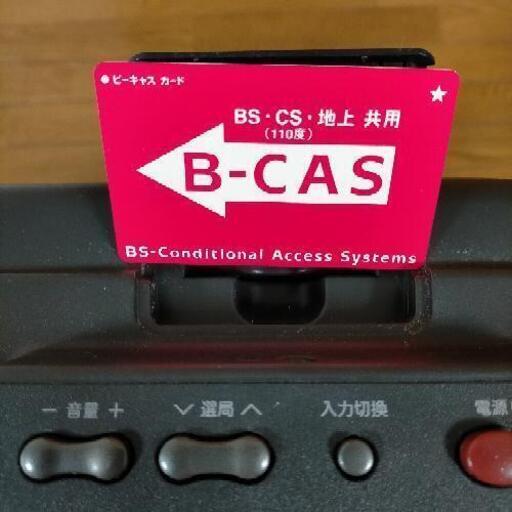 ● ビーキャス カード
★
BS・CS・地上 共用
(110度)
B-CAS
BS-Conditional Access Systems
− 音量 +
∨ 選局 ∧
入力切換
電源